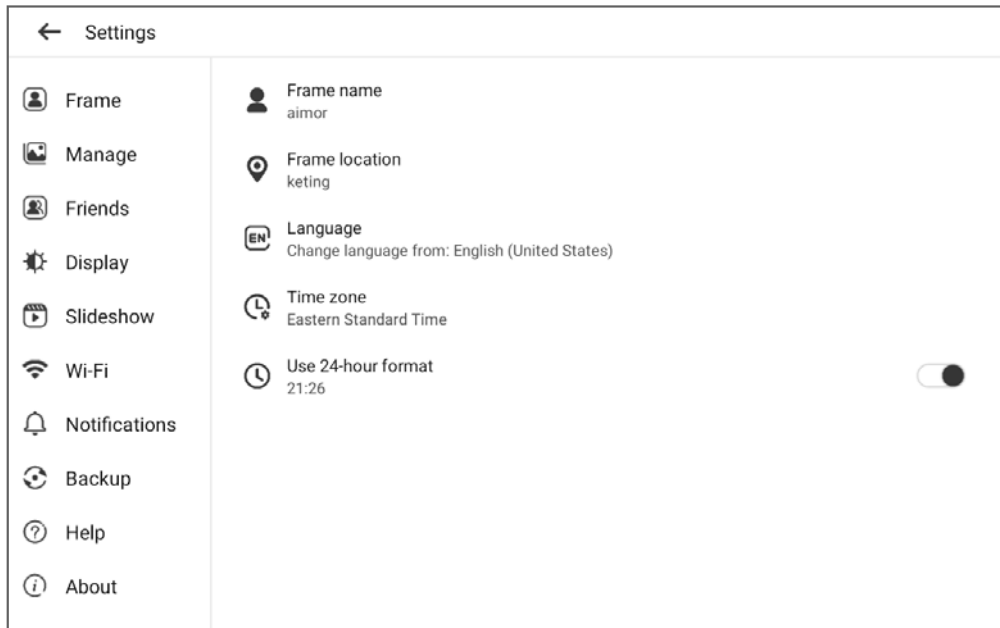 Settings
Frame
Manage
Friends
Display
Slideshow
Wi-Fi
Notifications
Backup
Help
About
Frame name
aimor
Frame location
keting
EN
Language
Change language from: English (United States)
Time zone
Eastern Standard Time
Use 24-hour format
21:26